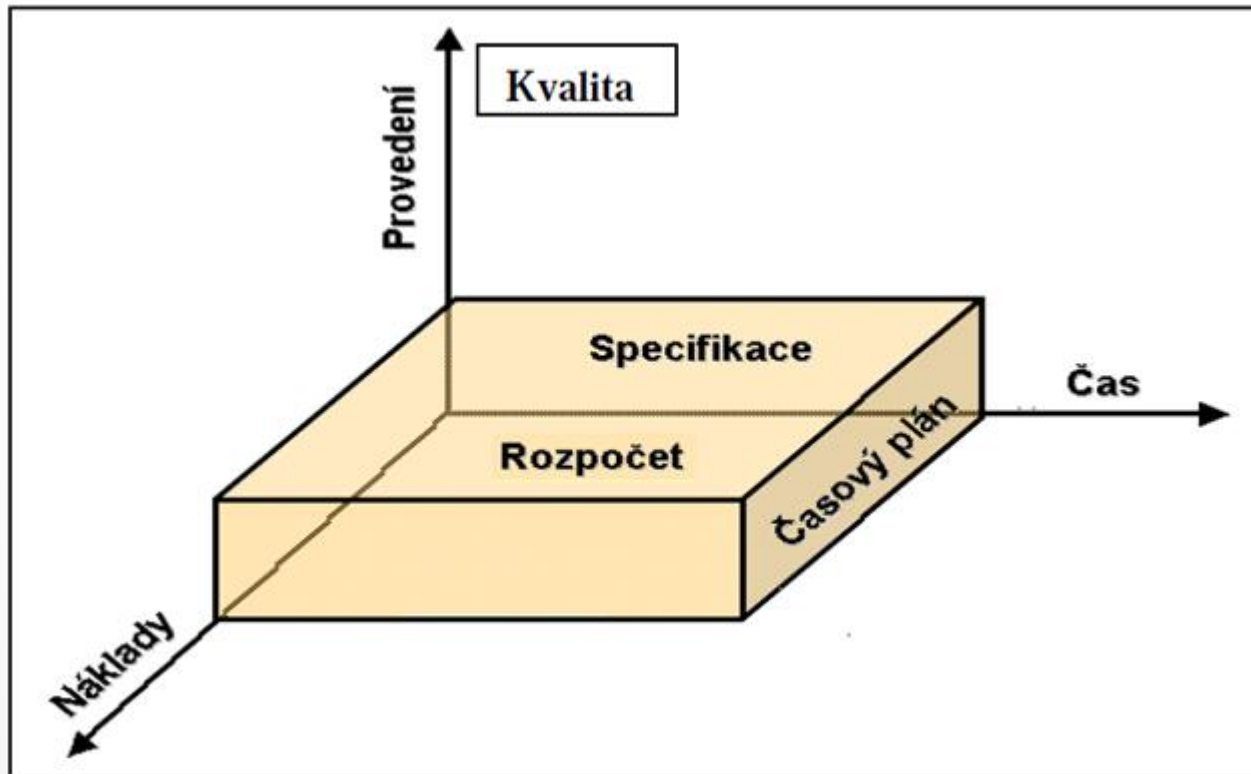 Kvalita
Provedení
Specifikace
Čas
Rozpočet
Časový plán
Náklady